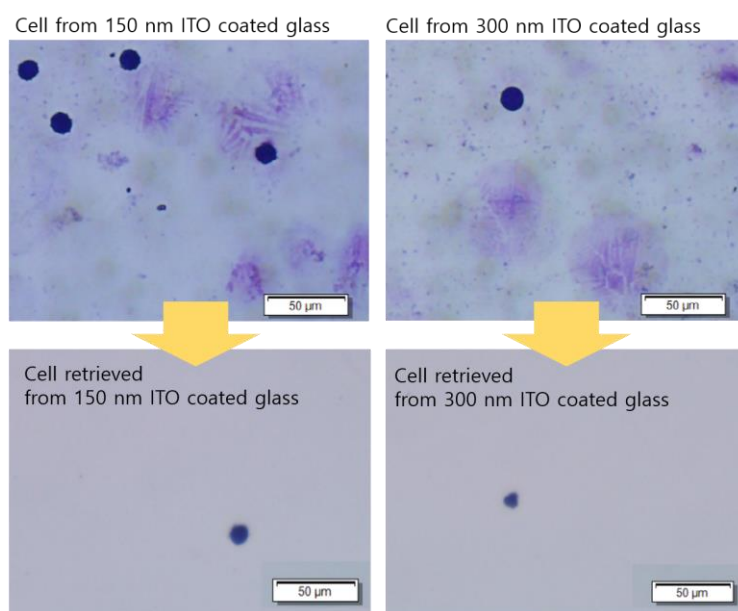 Cell from 150 nm ITO coated glass
Cell from 300 nm ITO coated glass
50 µm
50 µm
Cell retrieved
from 150 nm ITO coated glass
Cell retrieved
from 300 nm ITO coated glass
50 µm
50 µm